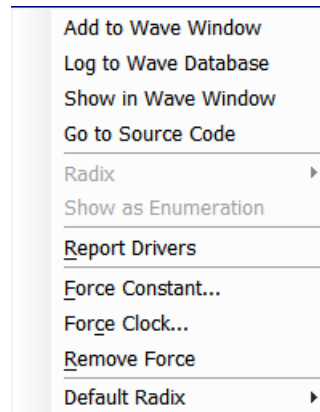 Add to Wave Window
Log to Wave Database
Show in Wave Window
Go to Source Code
Radix
Show as Enumeration
Report Drivers
Force Constant...
Force Clock...
Remove Force
Default Radix